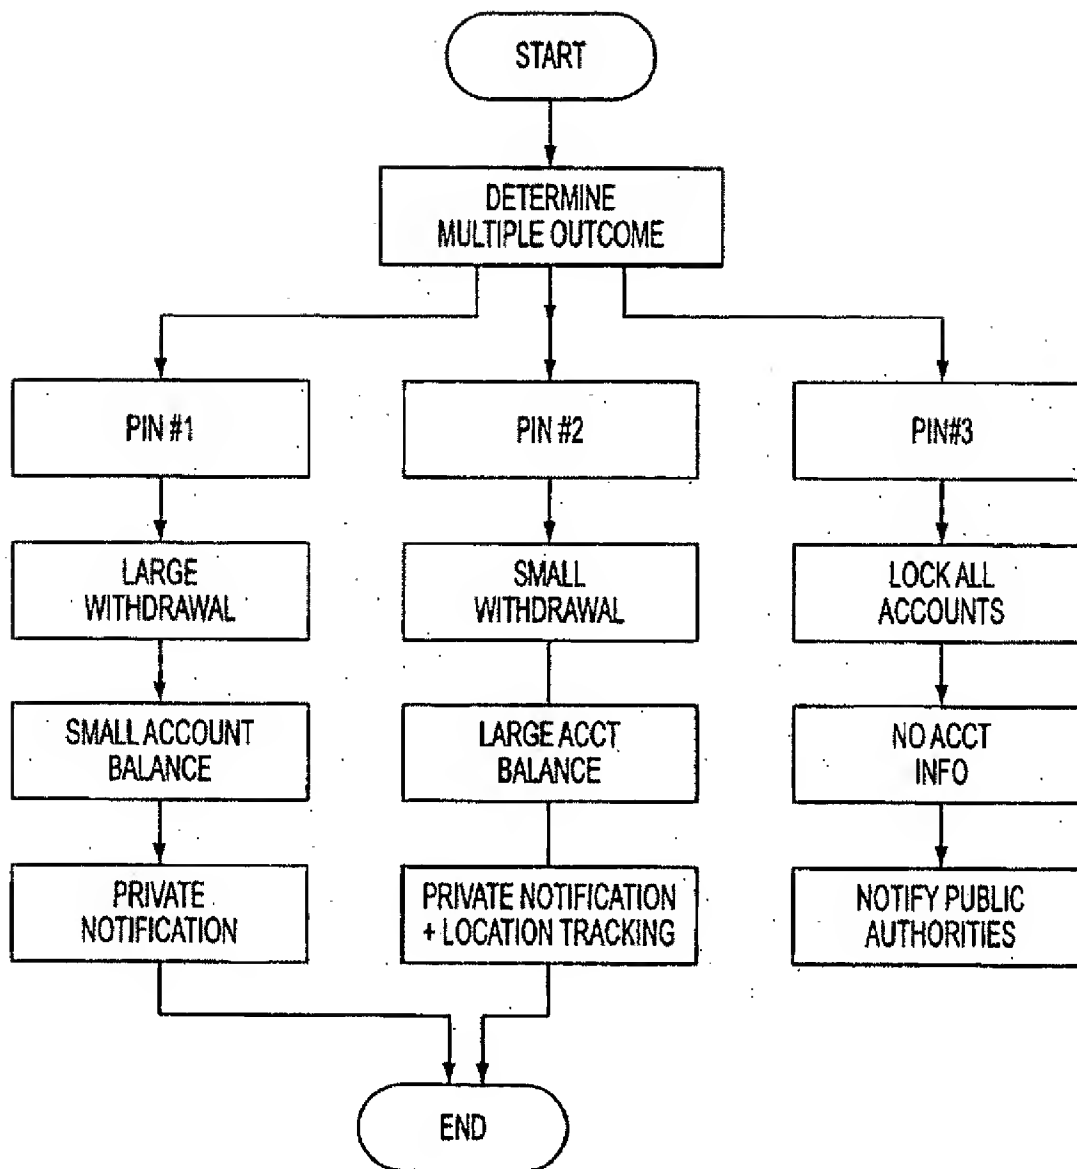 START
DETERMINE
MULTIPLE OUTCOME
PIN #1
PIN #2
PIN#3
LARGE
WITHDRAWAL
SMALL
WITHDRAWAL
LOCK ALL
ACCOUNTS
SMALL ACCOUNT
BALANCE
LARGE ACCT
BALANCE
NO ACCT
INFO
PRIVATE
NOTIFICATION
PRIVATE NOTIFICATION
+ LOCATION TRACKING
NOTIFY PUBLIC
AUTHORITIES
END